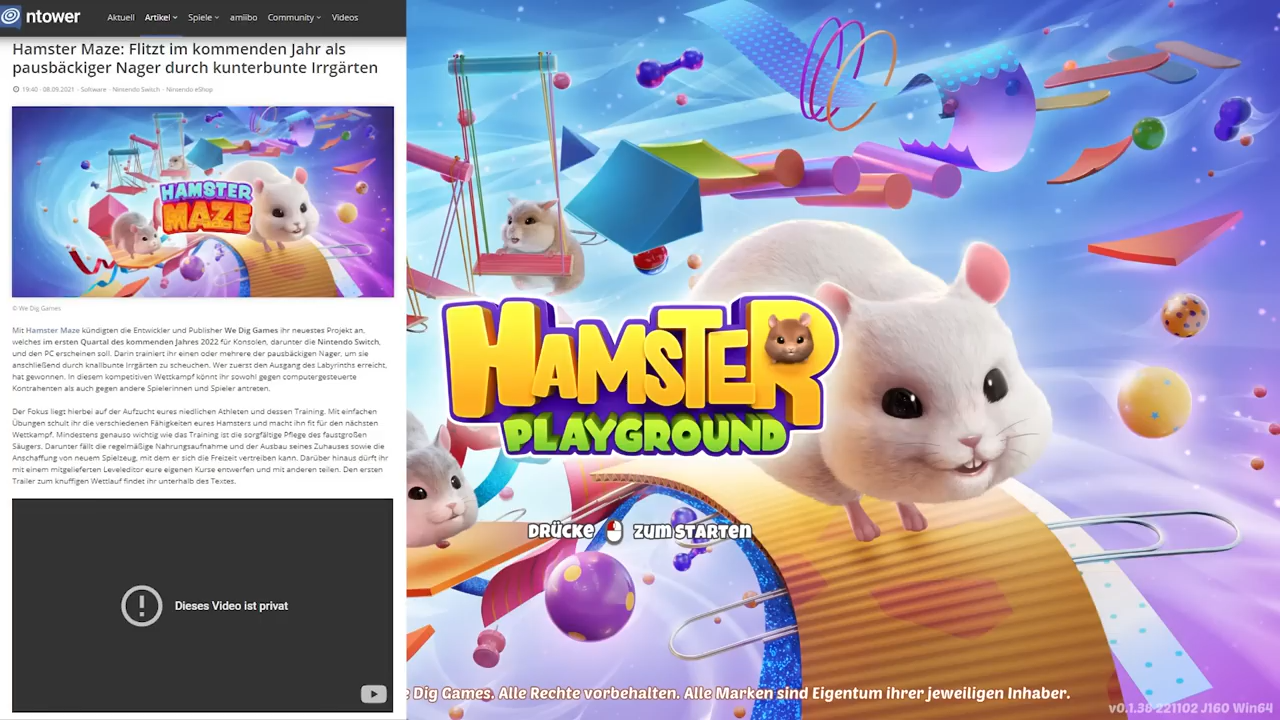 ntower
Aktuell Artikel Spiele amiibo Community Videos
Hamster Maze: Flitzt im kommenden Jahr als
pausbäckiger Nager durch kunterbunte Irrgärten
19:40 - 08.09.2021 - Software - Nintendo Switch - Nintendo eShop
HAMSTER
MAZE
© We Dig Games
Mit Hamster Maze kündigten die Entwickler und Publisher We Dig Games ihr neuestes Projekt an,
welches im ersten Quartal des kommenden Jahres 2022 für Konsolen, darunter die Nintendo Switch,
und den PC erscheinen soll. Darin trainiert ihr einen oder mehrere der pausbäckigen Nager, um sie
anschließend durch knallbunte Irrgärten zu scheuchen. Wer zuerst den Ausgang des Labyrinths erreicht,
hat gewonnen. In diesem kompetitiven Wettkampf könnt ihr sowohl gegen computergesteuerte
Kontrahenten als auch gegen andere Spielerinnen und Spieler antreten.
Der Fokus liegt hierbei auf der Aufzucht eures niedlichen Athleten und dessen Training. Mit einfachen
Übungen schult ihr die verschiedenen Fähigkeiten eures Hamsters und macht ihn fit für den nächsten
Wettkampf. Mindestens genauso wichtig wie das Training ist die sorgfältige Pflege des faustgroßen
Säugers. Darunter fällt die regelmäßige Nahrungsaufnahme und der Ausbau seines Zuhauses sowie die
Anschaffung von neuem Spielzeug, mit dem er sich die Freizeit vertreiben kann. Darüber hinaus dürft ihr
mit einem mitgelieferten Leveleditor eure eigenen Kurse entwerfen und mit anderen teilen. Den ersten
Trailer zum knuffigen Wettlauf findet ihr unterhalb des Textes.
Dieses Video ist privat
HAMSTER
PLAYGROUND
DRÜCKE ZUM STARTEN
e Dig Games. Alle Rechte vorbehalten. Alle Marken sind Eigentum ihrer jeweiligen Inhaber.
v0.1.38 221102 J160 Win64